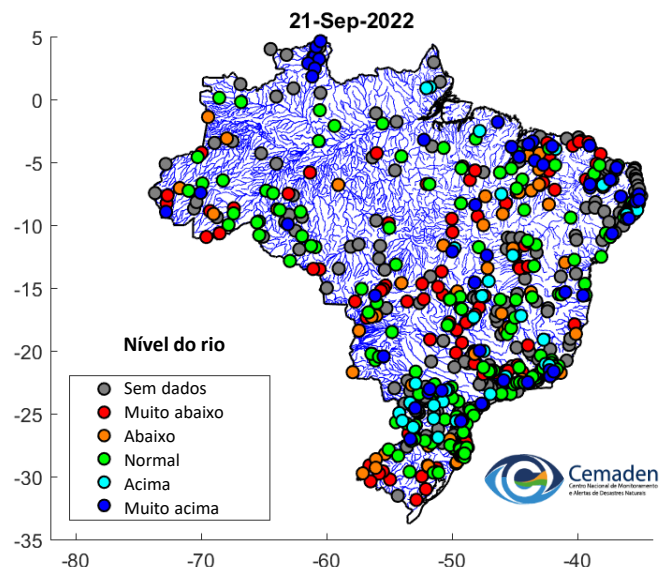 21-Sep-2022
5
0
-5
-10
-15
-20
-25
-30
-35
Nível do rio
Sem dados
Muito abaixo
Abaixo
Normal
Acima
Muito acima
Cemaden
Centro Nacional de Monitoramento
e Alertas de Desastres Naturais
-80
-70
-60
-50
-40